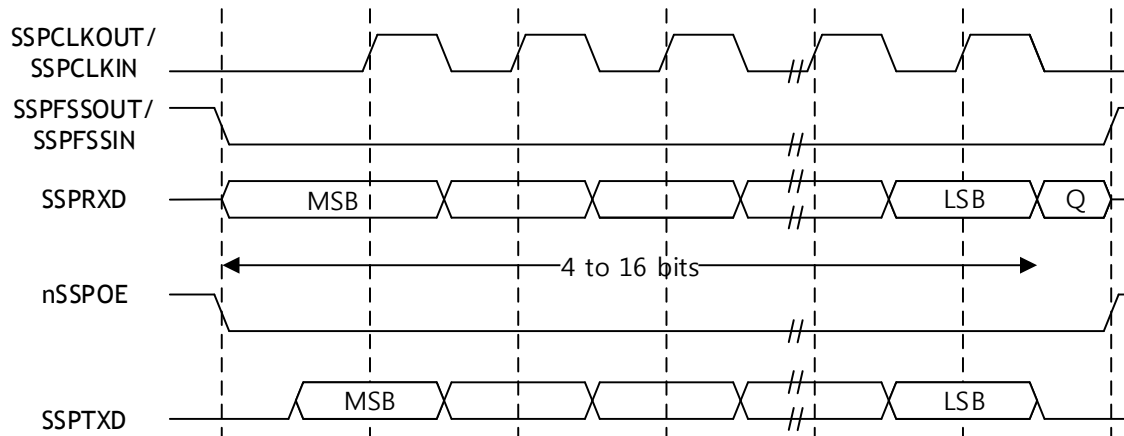 SSPCLKOUT/
SSPCLKIN
SSPFSSOUT/
SSPFSSIN
SSPRXD MSB LSB Q
4 to 16 bits
nSSPOE
SSPTXD MSB LSB